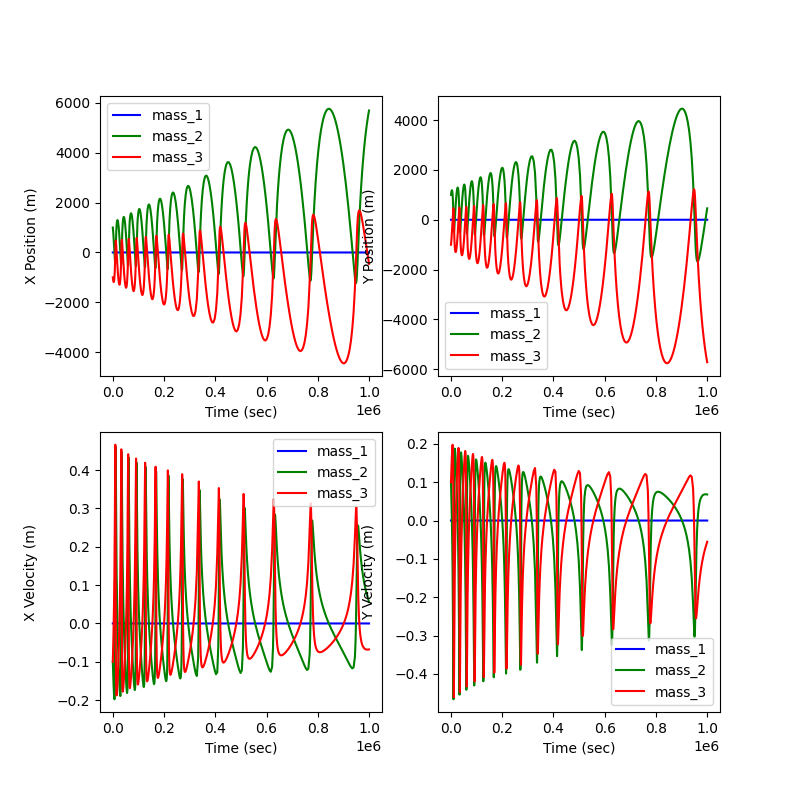 6000
4000
2000
0
−2000
−4000
X Position (m)
mass_1
mass_2
mass_3
0.0 0.2 0.4 0.6 0.8 1.0
1e6
Time (sec)
4000
2000
0
−2000
−4000
−6000
Y Position (m)
mass_1
mass_2
mass_3
0.0 0.2 0.4 0.6 0.8 1.0
1e6
Time (sec)
0.4
0.3
0.2
0.1
0.0
−0.1
−0.2
X Velocity (m)
mass_1
mass_2
mass_3
0.0 0.2 0.4 0.6 0.8 1.0
1e6
Time (sec)
0.2
0.1
0.0
−0.1
−0.2
−0.3
−0.4
Y Velocity (m)
mass_1
mass_2
mass_3
0.0 0.2 0.4 0.6 0.8 1.0
1e6
Time (sec)